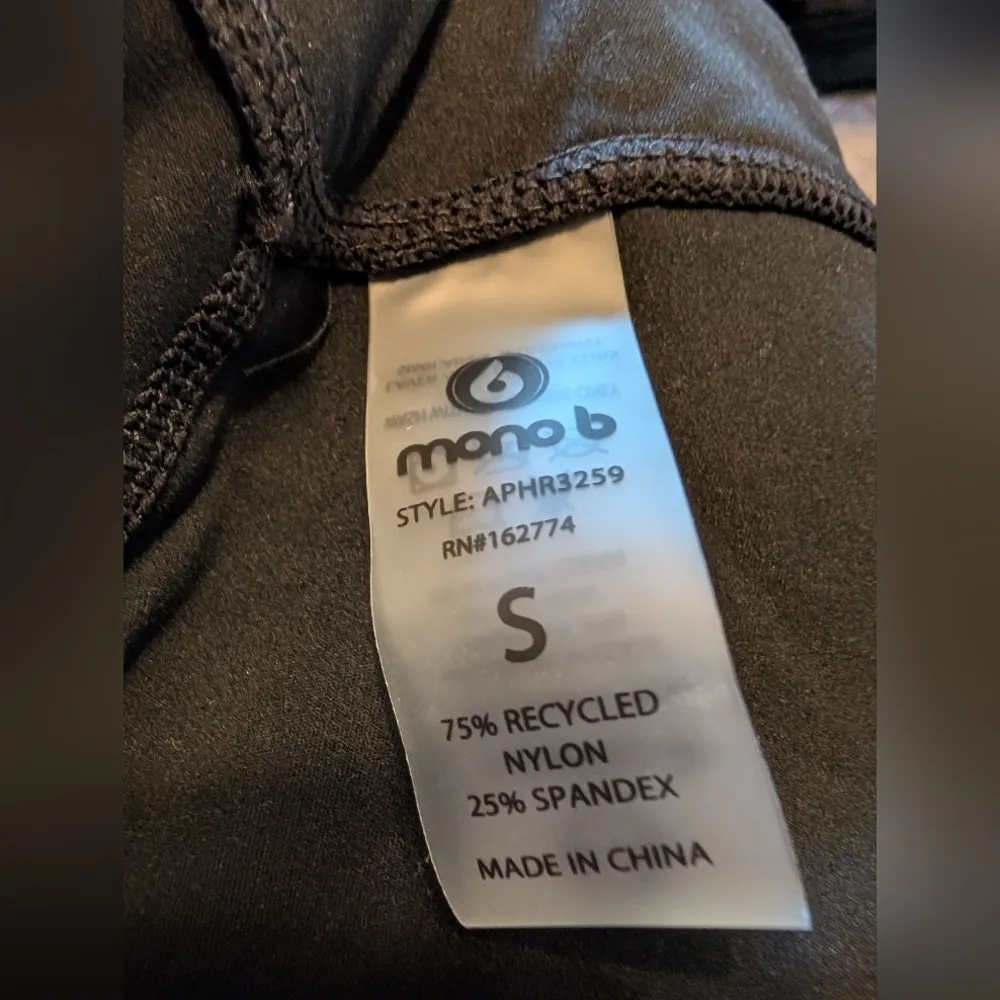 mono b
STYLE: APHR3259
RN#162774
S
75% RECYCLED
NYLON
25% SPANDEX
MADE IN CHINA